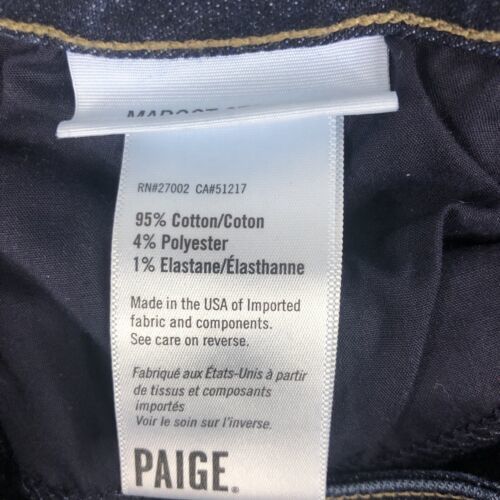 RN#27002 CA#51217
95% Cotton/Coton
4% Polyester
1% Elastane/Élasthanne
Made in the USA of Imported
fabric and components.
See care on reverse.
Fabriqué aux États-Unis à partir
de tissus et composants
importés
Voir le soin sur l'inverse.
PAIGE.